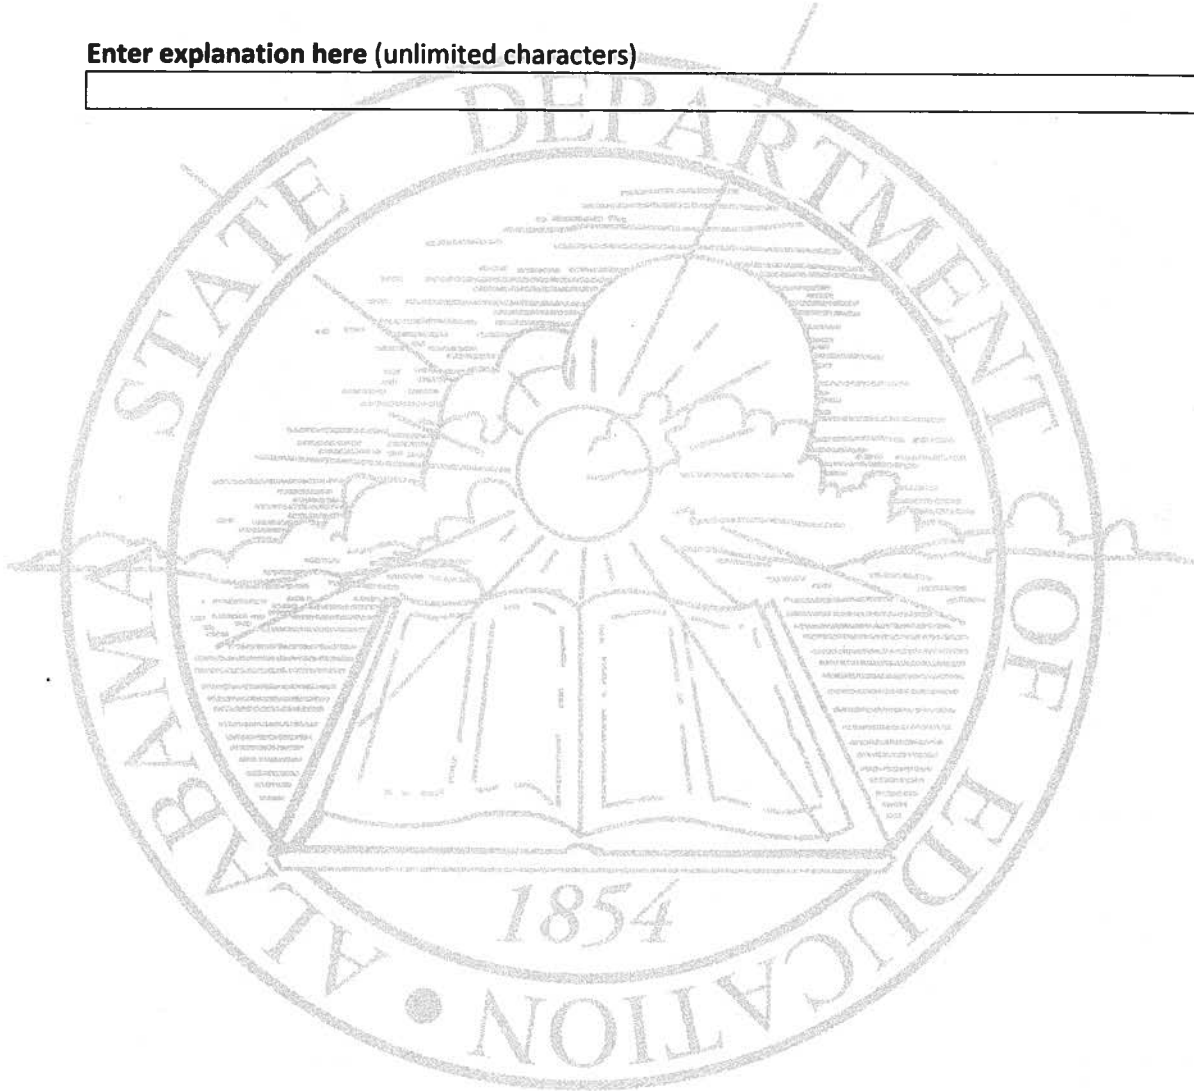 Enter explanation here (unlimited characters)
ALABAMA STATE DEPARTMENT OF EDUCATION
1854